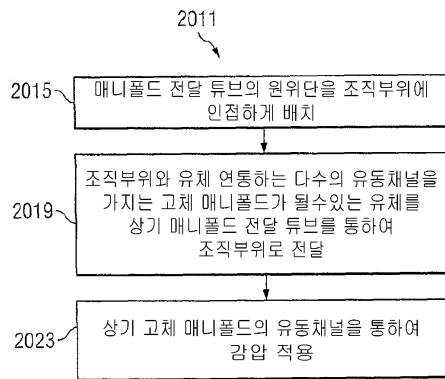 2011
2015
매니폴드 전달 튜브의 원위단을 조직부위에
인접하게 배치
조직부위와 유체 연통하는 다수의 유동채널을
가지는 고체 매니폴드가 될수있는 유체를
상기 매니폴드 전달 튜브를 통하여
조직부위로 전달
2019
상기 고체 매니폴드의 유동채널을 통하여
감압 적용
2023